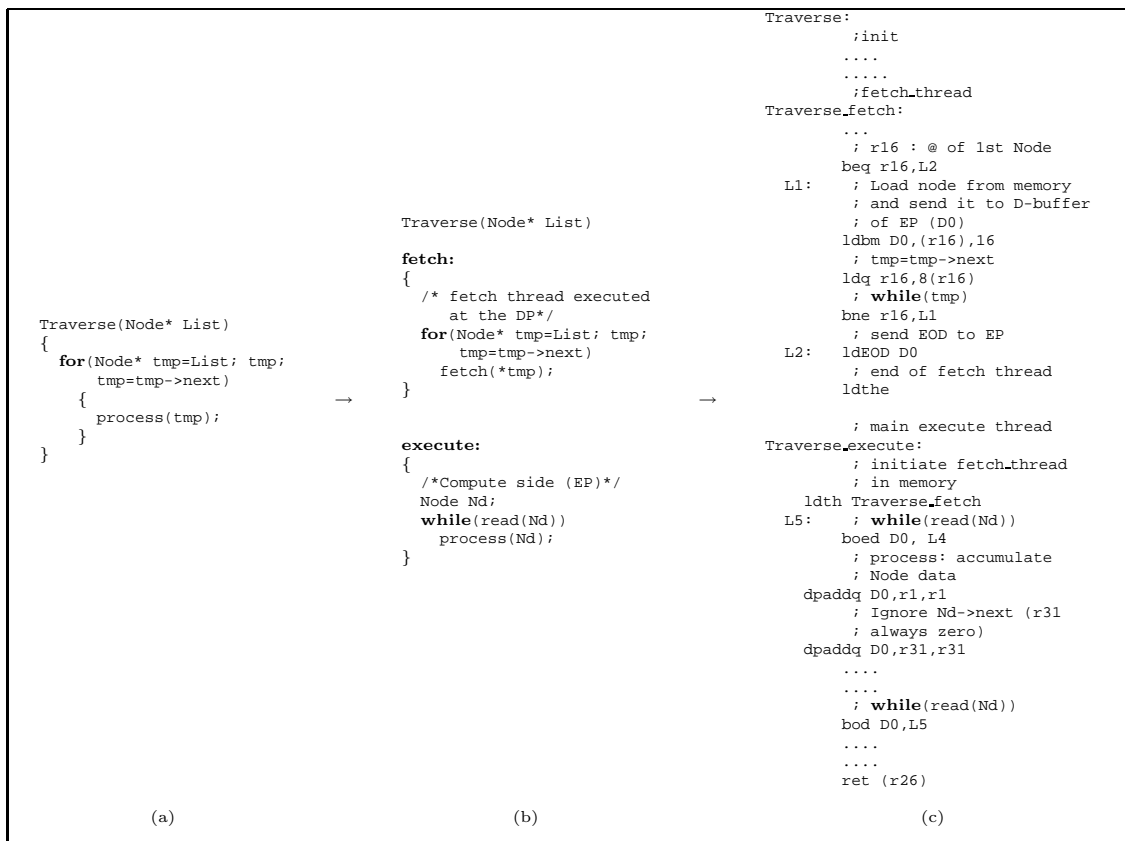 Traverse(Node* List)
{
for(Node* tmp=List; tmp;
tmp=tmp->next)
{
process(tmp);
}
}
(a)
→
Traverse(Node* List)
fetch:
{
/* fetch thread executed
at the DP*/
for(Node* tmp=List; tmp;
tmp=tmp->next)
fetch(*tmp);
}
execute:
{
/*Compute side (EP)*/
Node Nd;
while(read(Nd))
process(Nd);
}
(b)
→
Traverse:
;init
....
.....
;fetch_thread
Traverse_fetch:
...
; r16 : @ of 1st Node
beq r16,L2
L1: ; Load node from memory
; and send it to D-buffer
; of EP (D0)
ldbm D0,(r16),16
; tmp=tmp->next
ldq r16,8(r16)
; while(tmp)
bne r16,L1
; send EOD to EP
L2: ldEOD D0
; end of fetch thread
ldthe
; main execute thread
Traverse_execute:
; initiate fetch_thread
; in memory
ldth Traverse_fetch
L5: ; while(read(Nd))
boed D0, L4
; process: accumulate
; Node data
dpaddq D0,r1,r1
; Ignore Nd->next (r31
; always zero)
dpaddq D0,r31,r31
....
....
; while(read(Nd))
bod D0,L5
....
....
ret (r26)
(c)